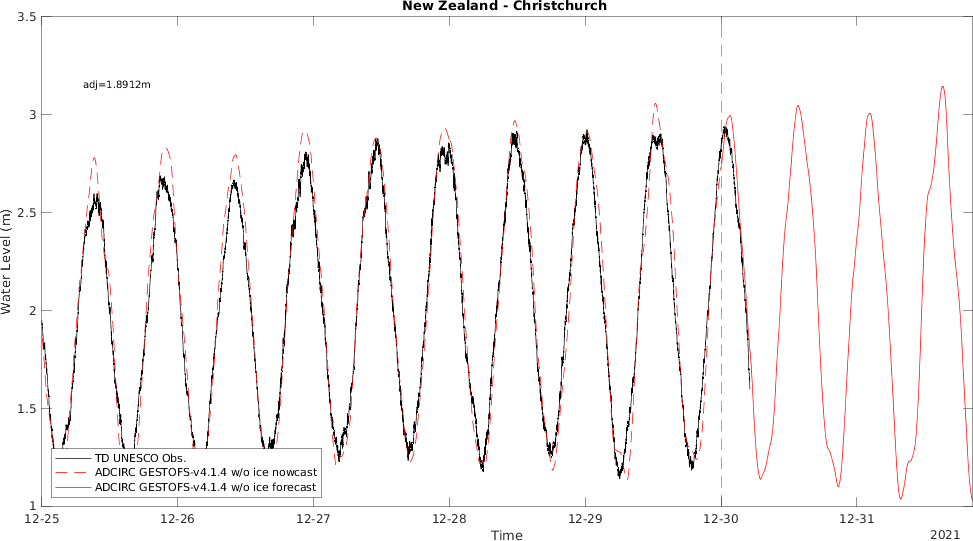 New Zealand - Christchurch
3.5
adj=1.8912m
3
2.5
Water Level (m)
2
1.5
TD UNESCO Obs.
ADCIRC GESTOFS-v4.1.4 w/o ice nowcast
ADCIRC GESTOFS-v4.1.4 w/o ice forecast
1
12-25 12-26 12-27 12-28 12-29 12-30 12-31
Time
2021